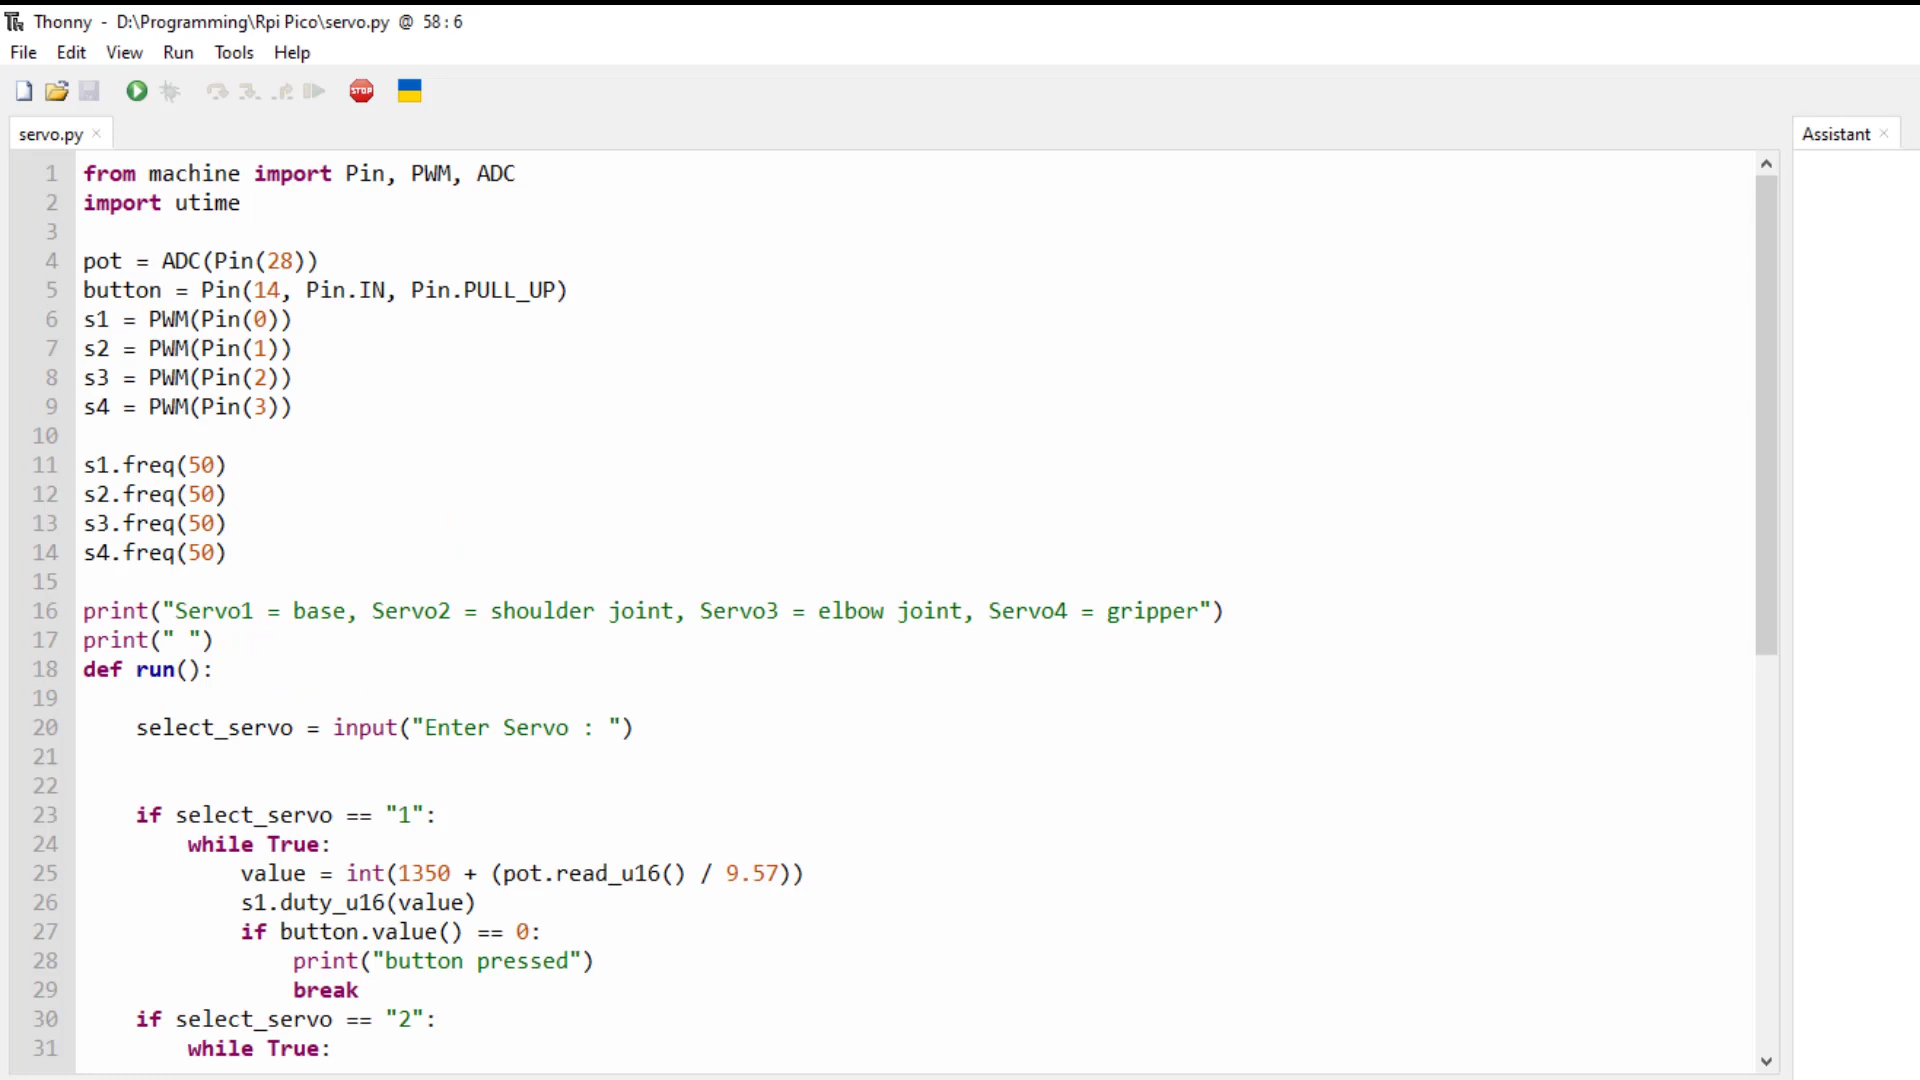 Thonny - D:\Programming\Rpi Pico\servo.py @ 58:6
File Edit View Run Tools Help
STOP
servo.py ×
Assistant ×
1 from machine import Pin, PWM, ADC
2 import utime
3
4 pot = ADC(Pin(28))
5 button = Pin(14, Pin.IN, Pin.PULL_UP)
6 s1 = PWM(Pin(0))
7 s2 = PWM(Pin(1))
8 s3 = PWM(Pin(2))
9 s4 = PWM(Pin(3))
10
11 s1.freq(50)
12 s2.freq(50)
13 s3.freq(50)
14 s4.freq(50)
15
16 print("Servo1 = base, Servo2 = shoulder joint, Servo3 = elbow joint, Servo4 = gripper")
17 print(" ")
18 def run():
19
20     select_servo = input("Enter Servo : ")
21
22
23     if select_servo == "1":
24         while True:
25             value = int(1350 + (pot.read_u16() / 9.57))
26             s1.duty_u16(value)
27             if button.value() == 0:
28                 print("button pressed")
29                 break
30     if select_servo == "2":
31         while True: